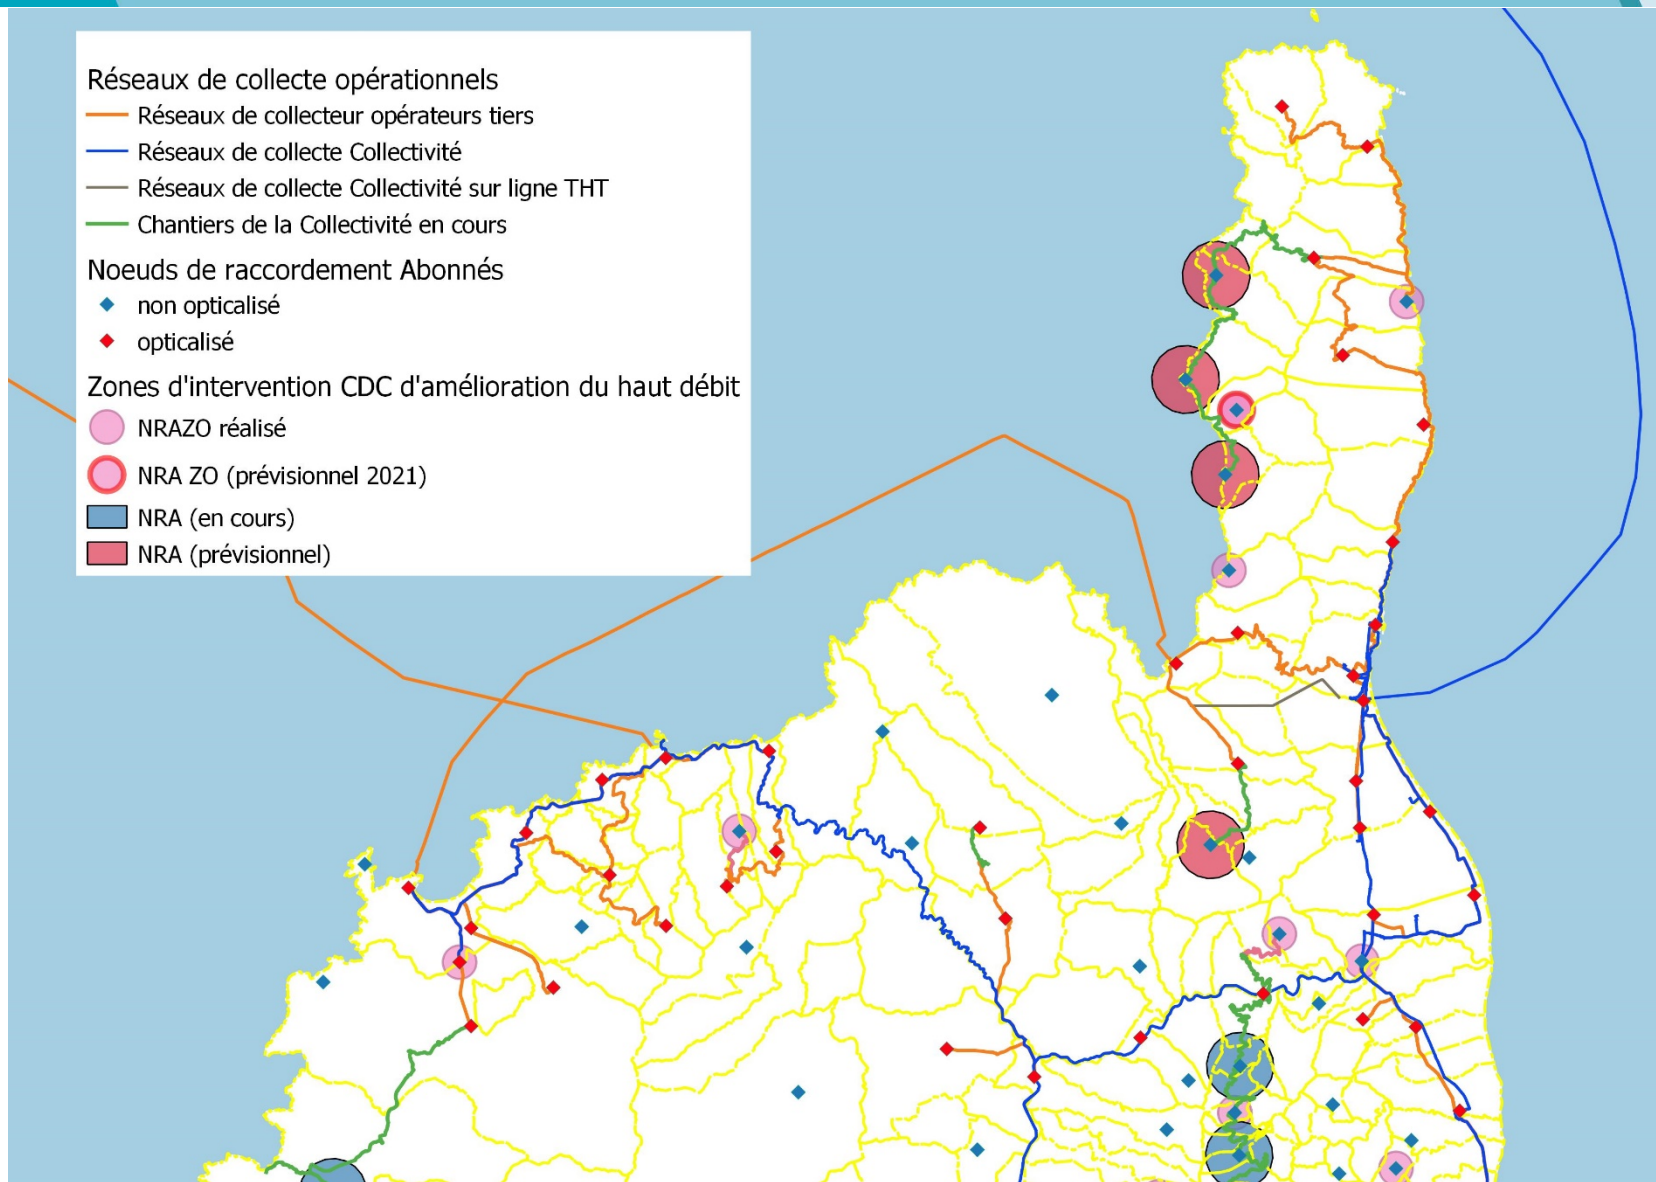 Réseaux de collecte opérationnels
Réseaux de collecteur opérateurs tiers
Réseaux de collecte Collectivité
Réseaux de collecte Collectivité sur ligne THT
Chantiers de la Collectivité en cours
Noeuds de raccordement Abonnés
non opticalisé
opticalisé
Zones d'intervention CDC d'amélioration du haut débit
NRAZO réalisé
NRA ZO (prévisionnel 2021)
NRA (en cours)
NRA (prévisionnel)